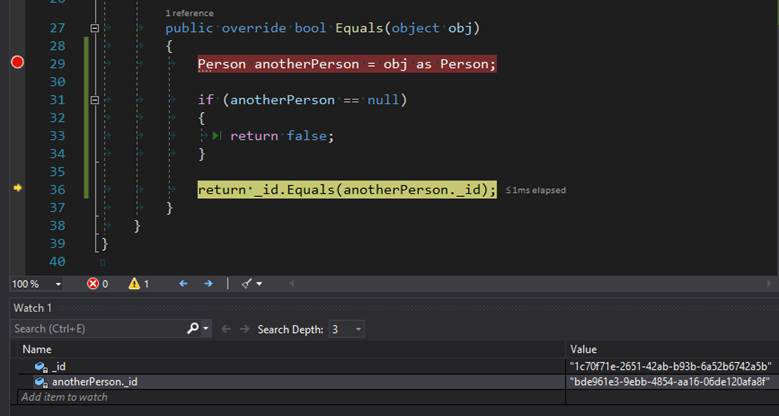 1 reference
27 public override bool Equals(object obj)
28 {
29 Person anotherPerson = obj as Person;
30
31 if (anotherPerson == null)
32 {
33 return false;
34 }
35
36 return _id.Equals(anotherPerson._id); ≤1ms elapsed
37 }
38 }
39 }
40
100 % 0 1
Watch 1
Search (Ctrl+E) Search Depth: 3
Name Value
_id "1c70f71e-2651-42ab-b93b-6a52b6742a5b"
anotherPerson._id "bde961e3-9ebb-4854-aa16-06de120afa8f"
Add item to watch